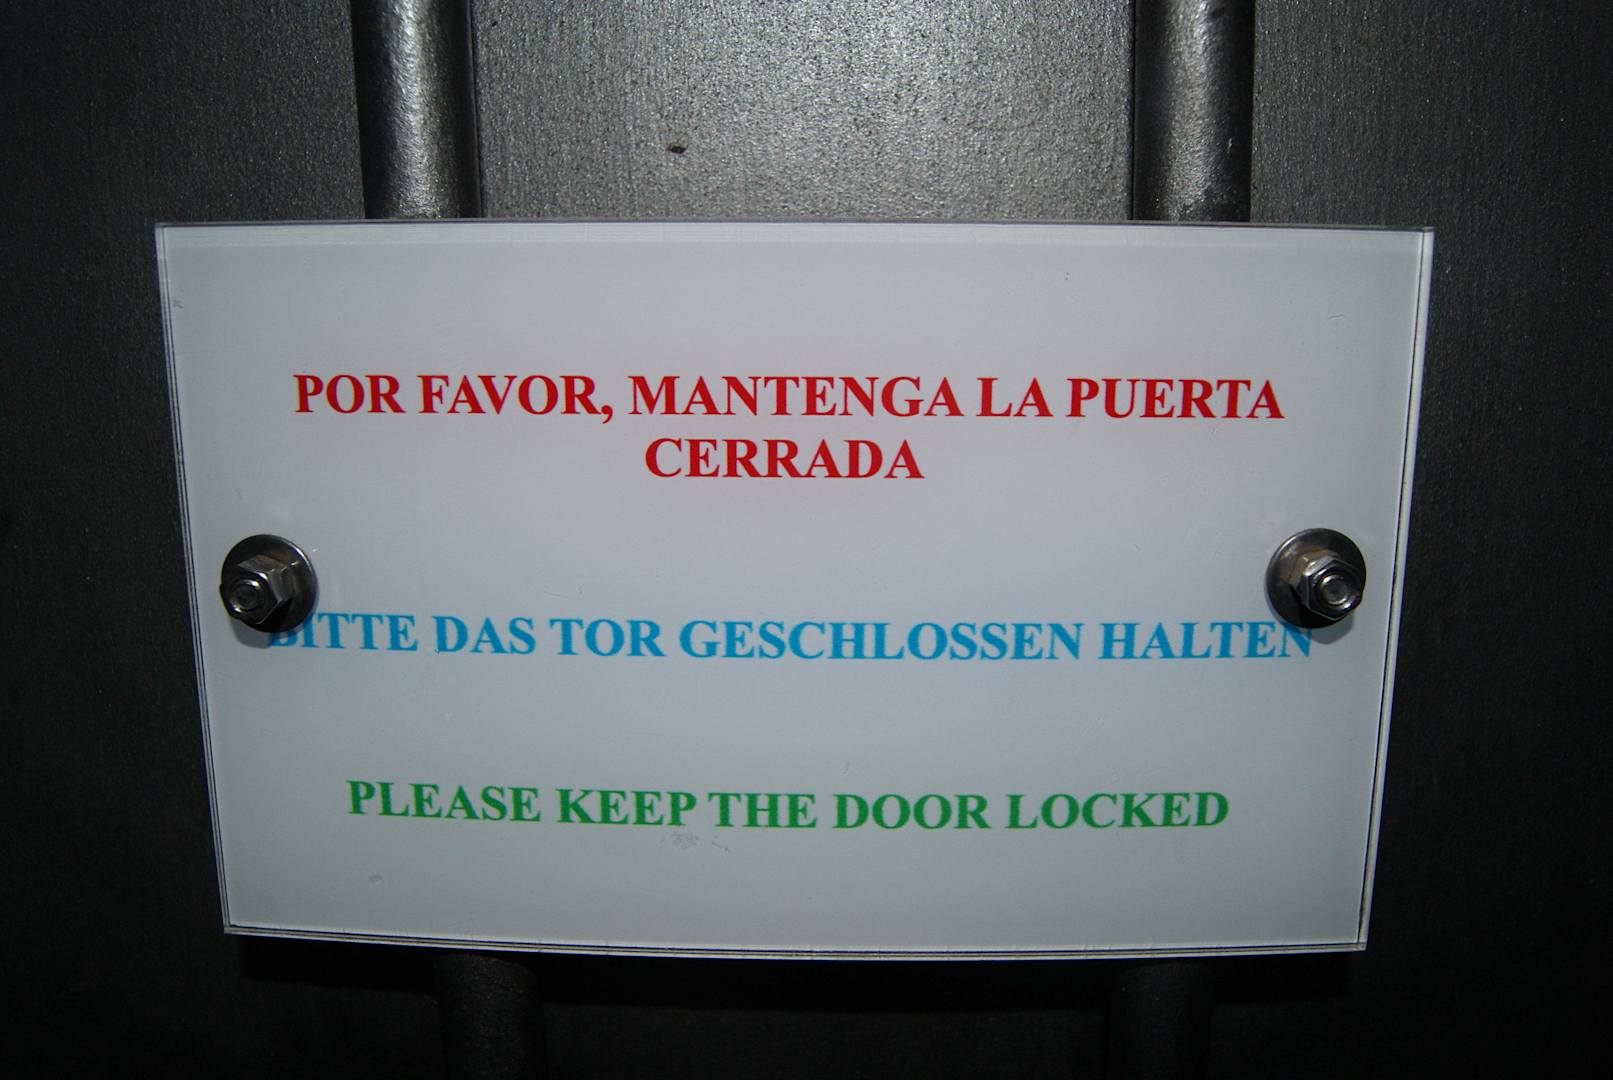 POR FAVOR, MANTENGA LA PUERTA
CERRADA
BITTE DAS TOR GESCHLOSSEN HALTEN
PLEASE KEEP THE DOOR LOCKED